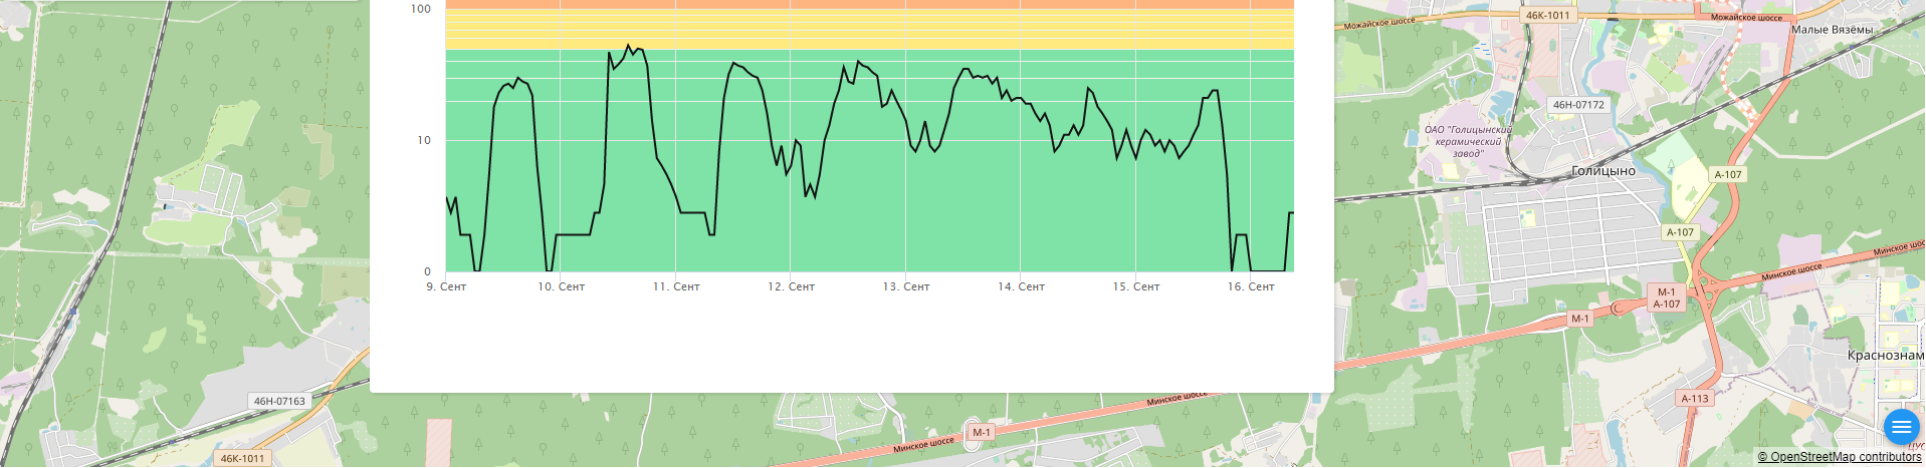 100
10
0
9. Сент
10. Сент
11. Сент
12. Сент
13. Сент
14. Сент
15. Сент
16. Сент
46К-1011
Можайское шоссе
Можайское шоссе
Малые Вязёмы
46Н-07172
ОАО "Голицынский
керамический
завод"
Голицыно
А-107
А-107
Минское шоссе
Минское шоссе
М-1
А-107
М-1
Краснознам
А-113
46Н-07163
46К-1011
Минское шоссе
М-1
Минское шоссе
© OpenStreetMap contributors